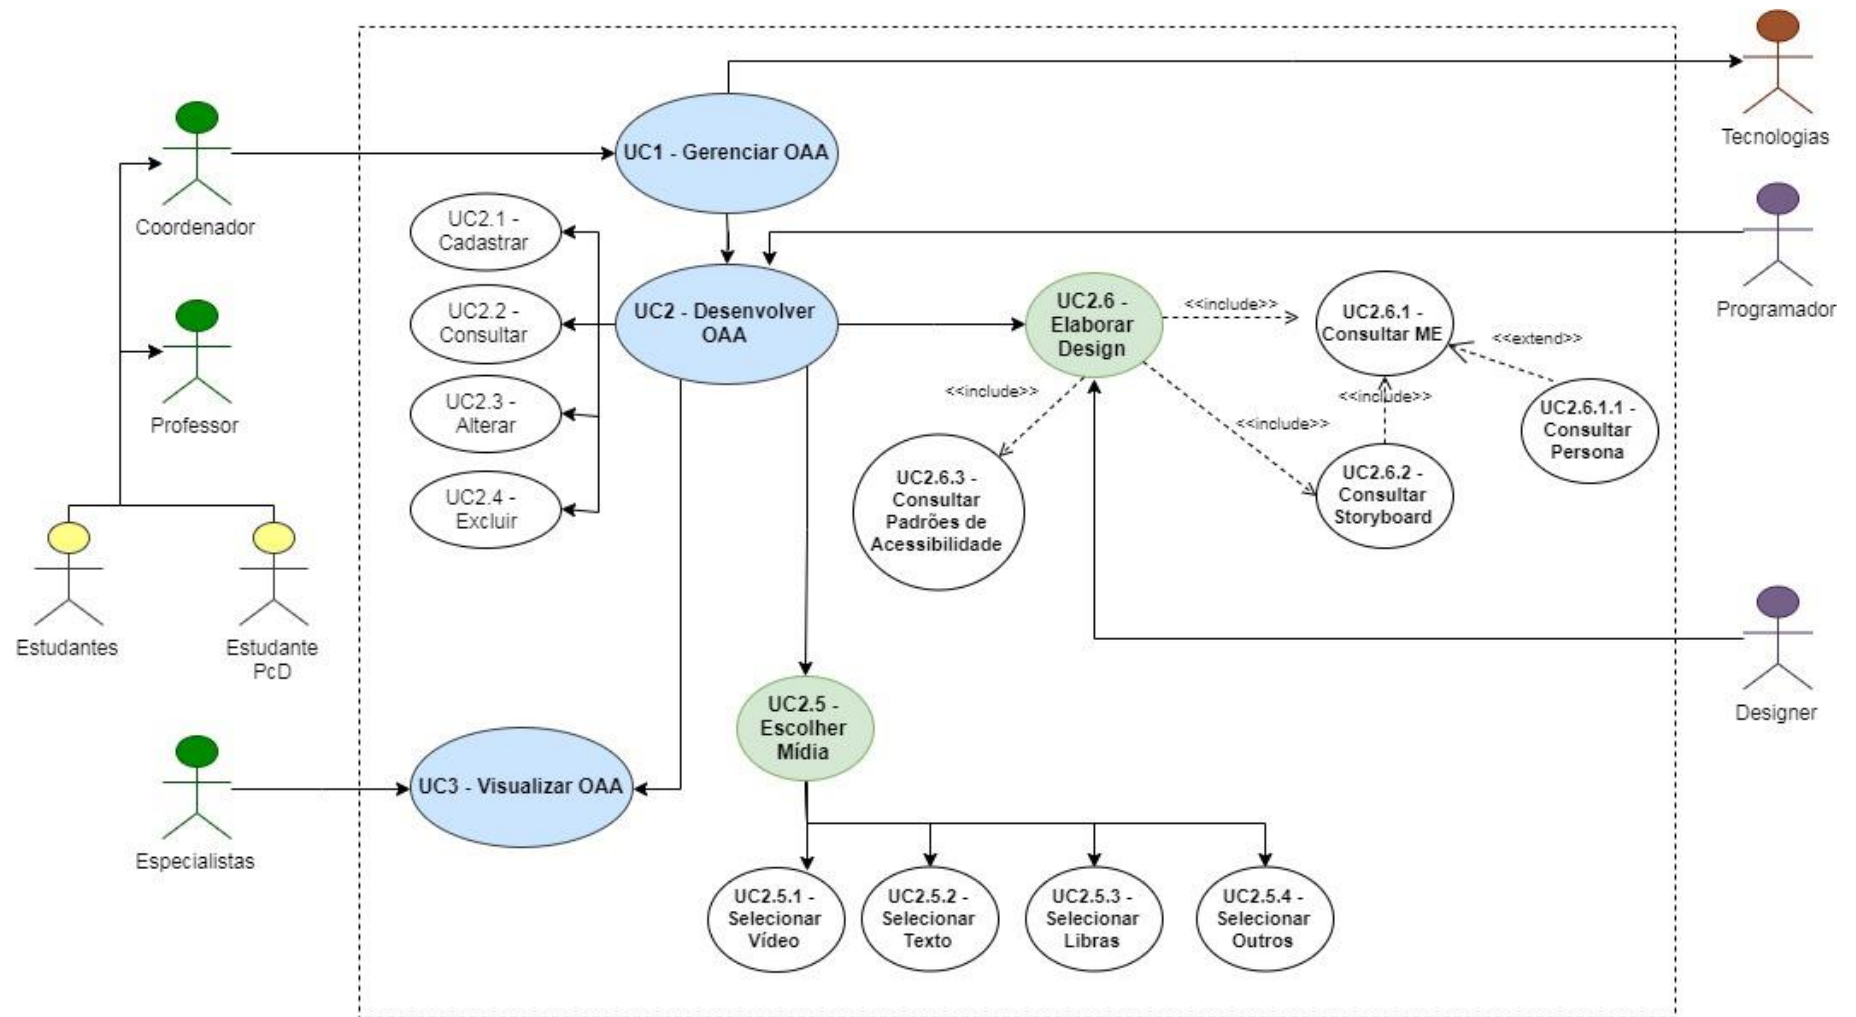 Tecnologias
UC1 - Gerenciar OAA
Coordenador
UC2.1 -
Cadastrar
Programador
UC2 - Desenvolver
OAA
UC2.2 -
Consultar
UC2.3 -
Alterar
UC2.4 -
Excluir
UC2.6 -
Elaborar
Design
<<include>>
UC2.6.1 -
Consultar ME
<<extend>>
<<include>>
<<include>>
<<include>>
UC2.6.1.1 -
Consultar
Persona
UC2.6.2 -
Consultar
Storyboard
UC2.6.3 -
Consultar
Padrões de
Acessibilidade
Professor
Estudantes
Estudante
PcD
Designer
UC2.5 -
Escolher
Mídia
UC3 - Visualizar OAA
Especialistas
UC2.5.1 -
Selecionar
Vídeo
UC2.5.2 -
Selecionar
Texto
UC2.5.3 -
Selecionar
Libras
UC2.5.4 -
Selecionar
Outros